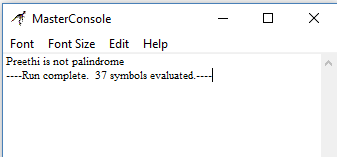 MasterConsole
Font Font Size Edit Help
Preethi is not palindrome
----Run complete.  37 symbols evaluated.----